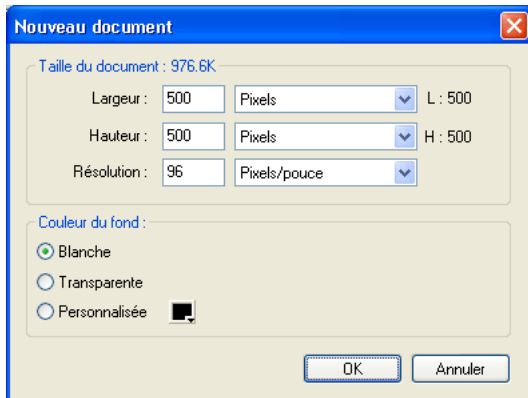 Nouveau document
Taille du document : 976.6K
Largeur : 500 Pixels L : 500
Hauteur : 500 Pixels H : 500
Résolution : 96 Pixels/pouce
Couleur du fond :
Blanche
Transparente
Personnalisée
OK Annuler